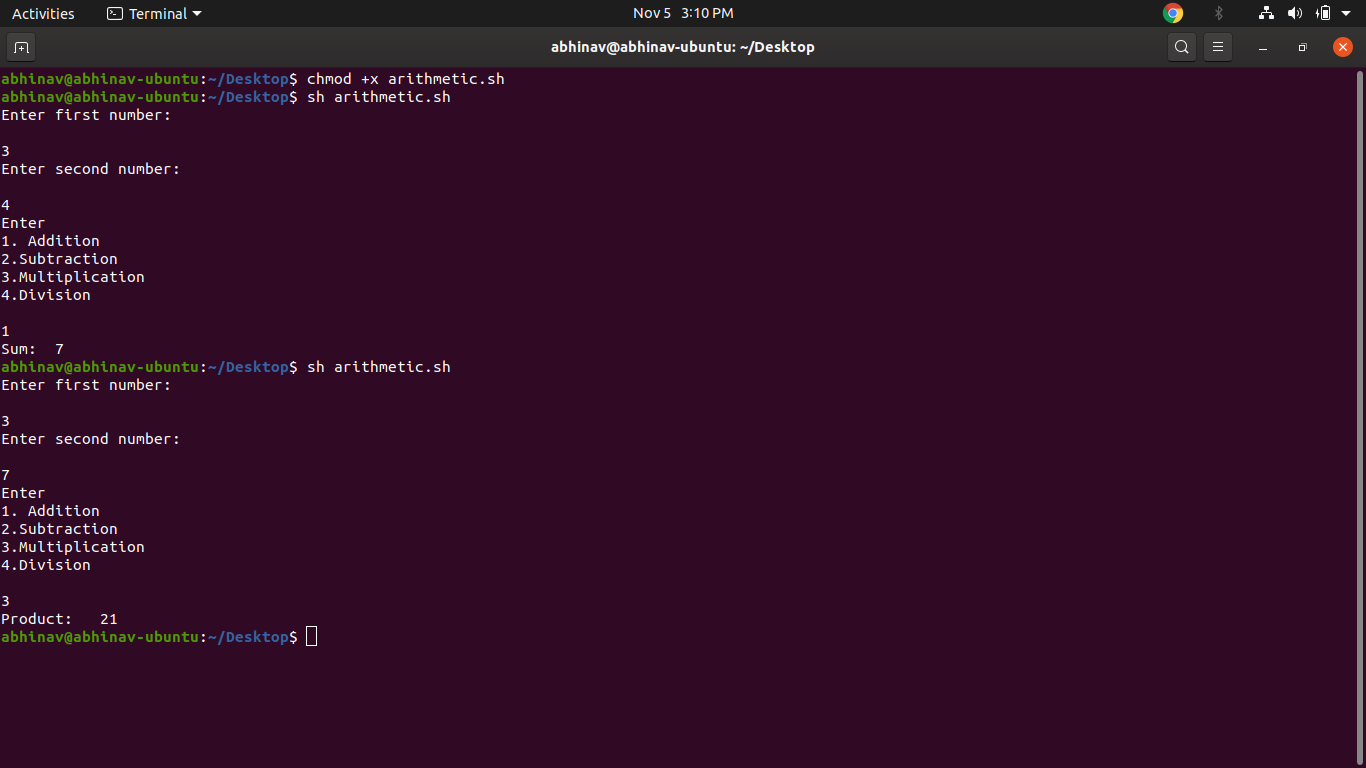 Activities Terminal Nov 5 3:10 PM
abhinav@abhinav-ubuntu: ~/Desktop
abhinav@abhinav-ubuntu:~/Desktop$ chmod +x arithmetic.sh
abhinav@abhinav-ubuntu:~/Desktop$ sh arithmetic.sh
Enter first number:
3
Enter second number:
4
Enter
1. Addition
2.Subtraction
3.Multiplication
4.Division
1
Sum:  7
abhinav@abhinav-ubuntu:~/Desktop$ sh arithmetic.sh
Enter first number:
3
Enter second number:
7
Enter
1. Addition
2.Subtraction
3.Multiplication
4.Division
3
Product:   21
abhinav@abhinav-ubuntu:~/Desktop$